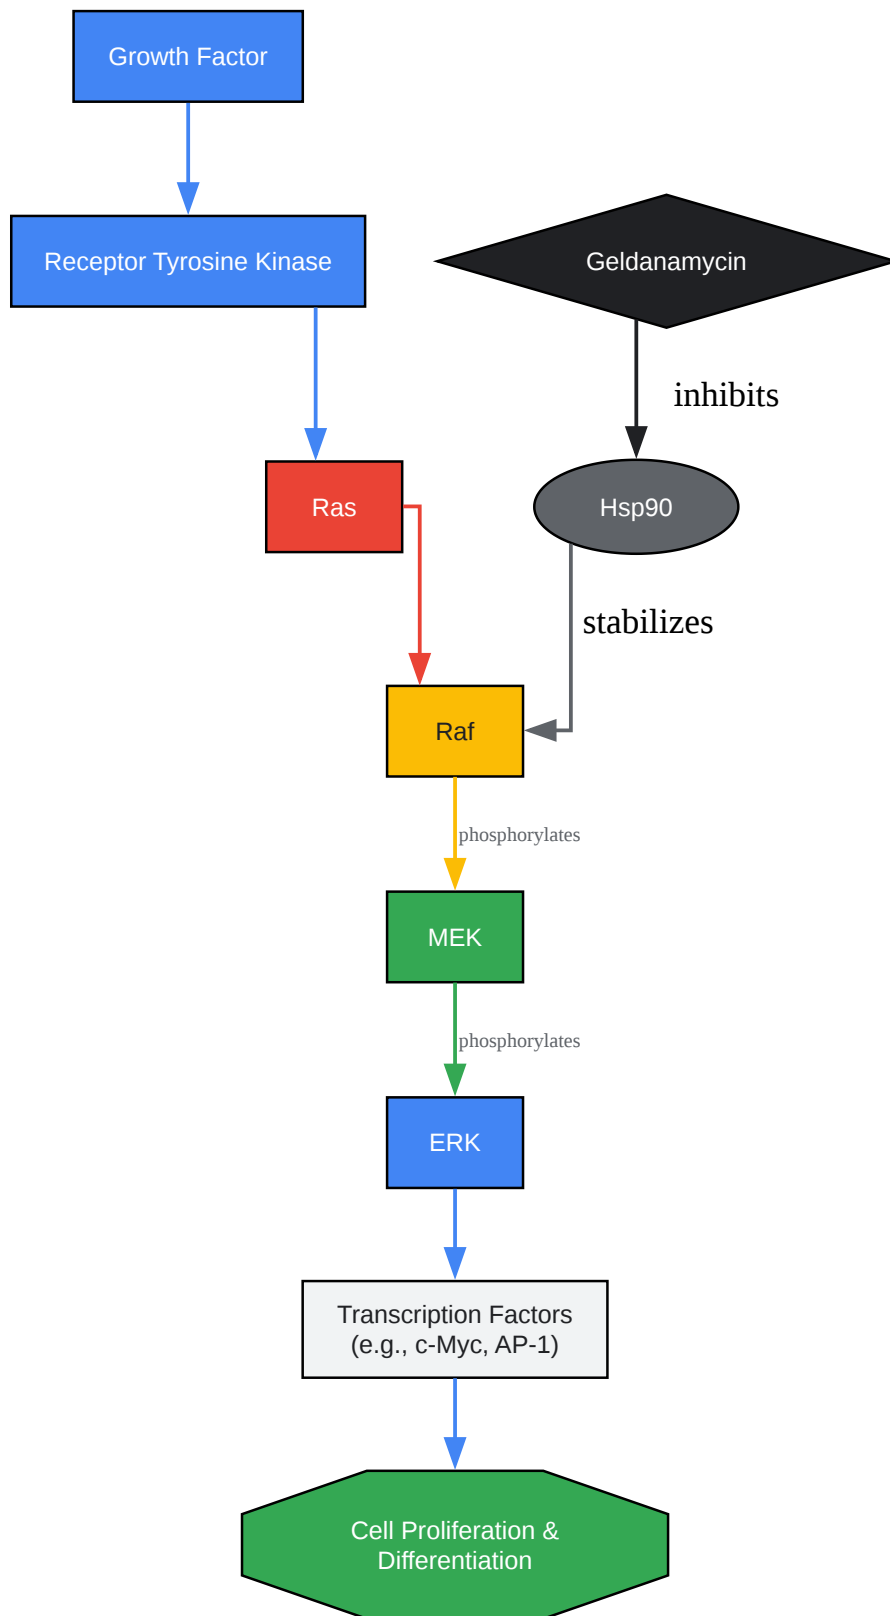 Growth Factor
Receptor Tyrosine Kinase
Geldanamycin
inhibits
Ras
Hsp90
stabilizes
Raf
phosphorylates
MEK
phosphorylates
ERK
Transcription Factors
(e.g., c-Myc, AP-1)
Cell Proliferation &
Differentiation